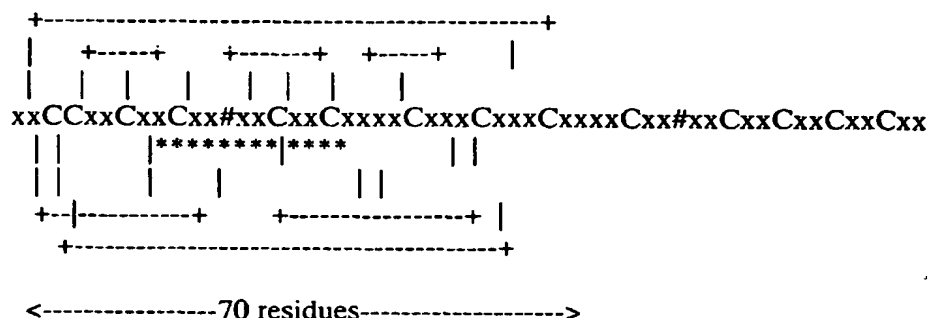 +-----------------------------------------------+
|       +------+      +--------+    +------+      |
|    |    |     |     |   |   |      |
xxCCxxCxxCxx#xxCxxCxxxxCxxxCxxxCxxxxCxx#xxCxxCxxCxxCxx
| |        |********|****         | |
| |        |      |            | |
+--|-----------+       +-----------------+  |
+---------------------------------------+
<-----------------70 residues-------------------->